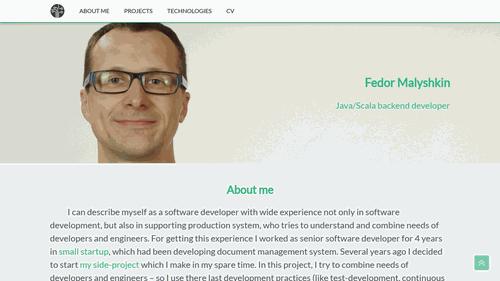 ABOUT ME PROJECTS TECHNOLOGIES CV
Fedor Malyshkin
Java/Scala backend developer
About me
I can describe myself as a software developer with wide experience not only in software
development, but also in supporting production system, who tries to understand and combine needs of
developers and engineers. For getting this experience I worked as senior software developer for 4 years
in small startup, which had been developing document management system. Several years ago I decided
to start my side-project which I make in my spare time. In this project, I try to combine needs of
developers and engineers – so I use there last development practices (like test-development, continuous